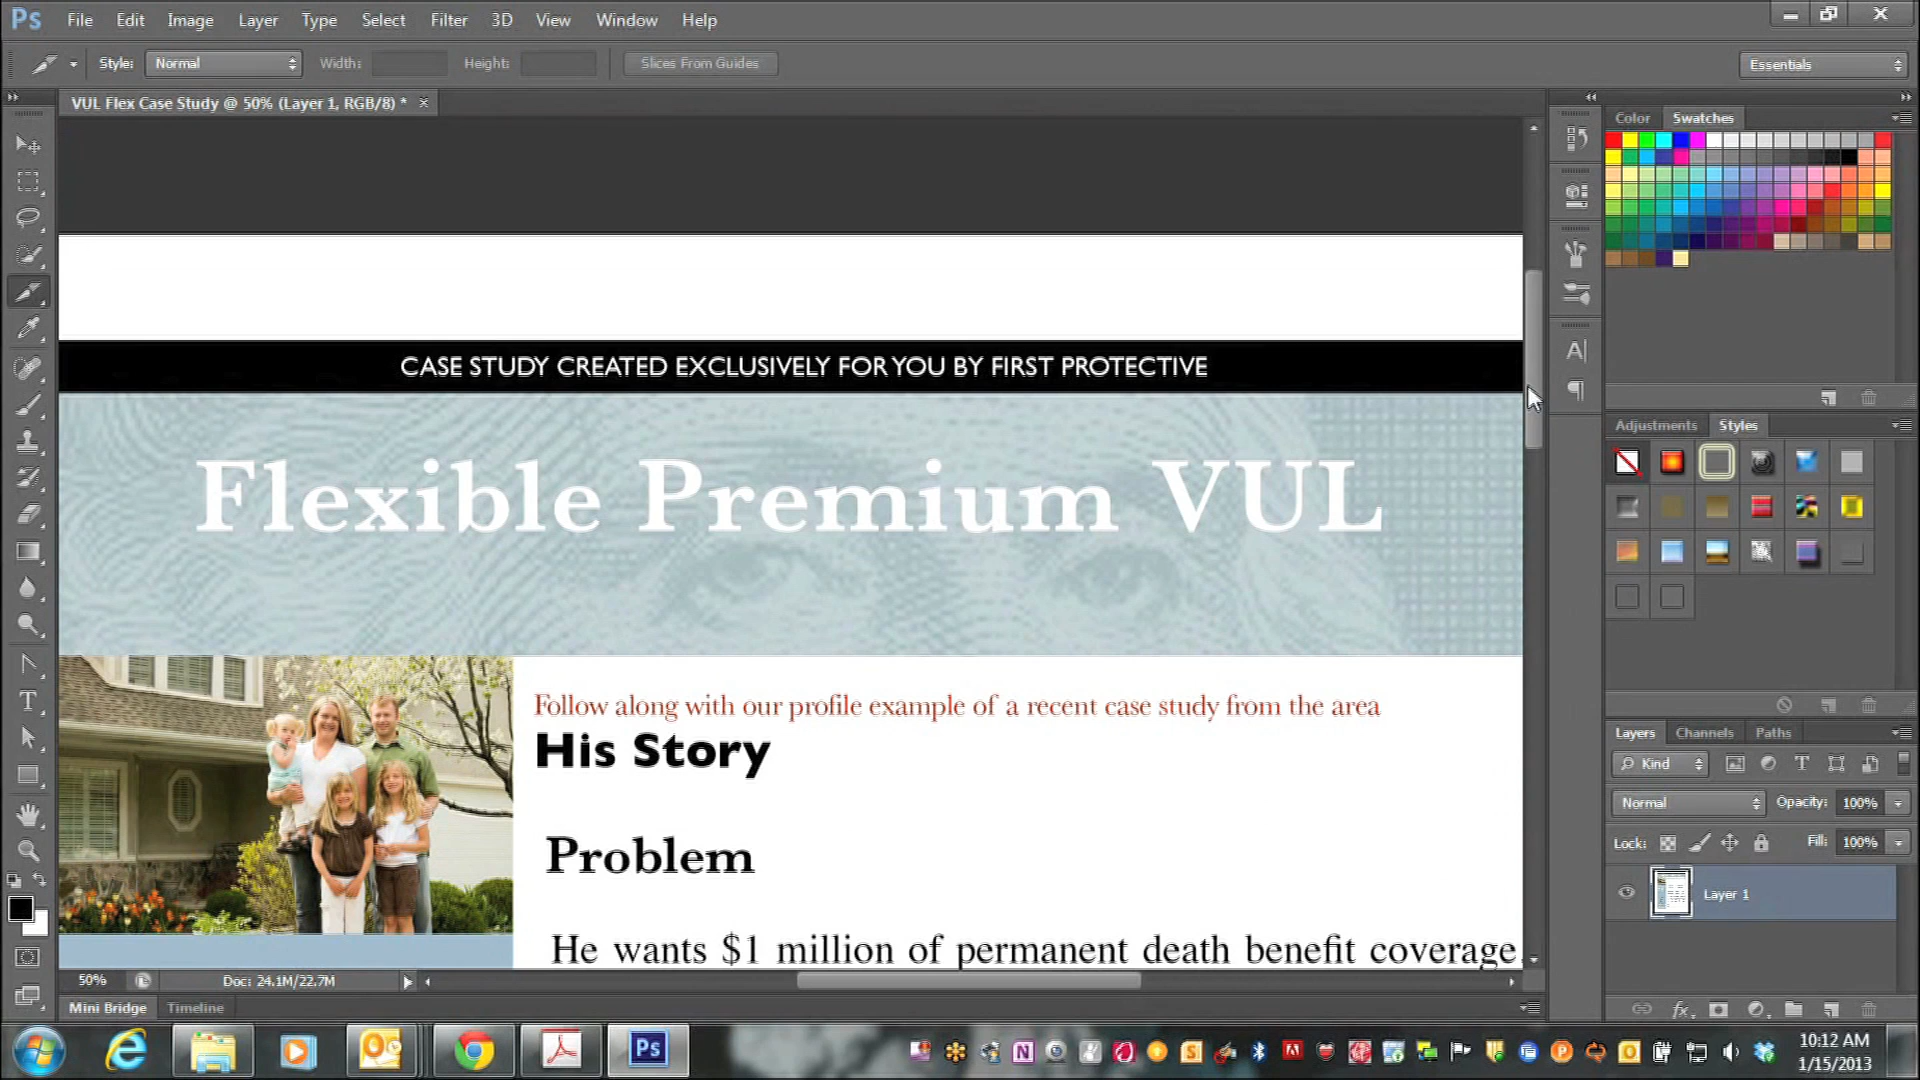 Ps File Edit Image Layer Type Select Filter 3D View Window Help
Style: Normal Width: Height: Slices From Guides Essentials
VUL Flex Case Study @ 50% (Layer 1, RGB/8) * ×
Color Swatches
CASE STUDY CREATED EXCLUSIVELY FOR YOU BY FIRST PROTECTIVE
Flexible Premium VUL
Adjustments Styles
Follow along with our profile example of a recent case study from the area
His Story
Problem
He wants $1 million of permanent death benefit coverage.
Layers Channels Paths
Kind
Normal Opacity: 100%
Lock: Fill: 100%
Layer 1
50% Doc: 24.1M/22.7M
Mini Bridge Timeline
Ps
10:12 AM
1/15/2013